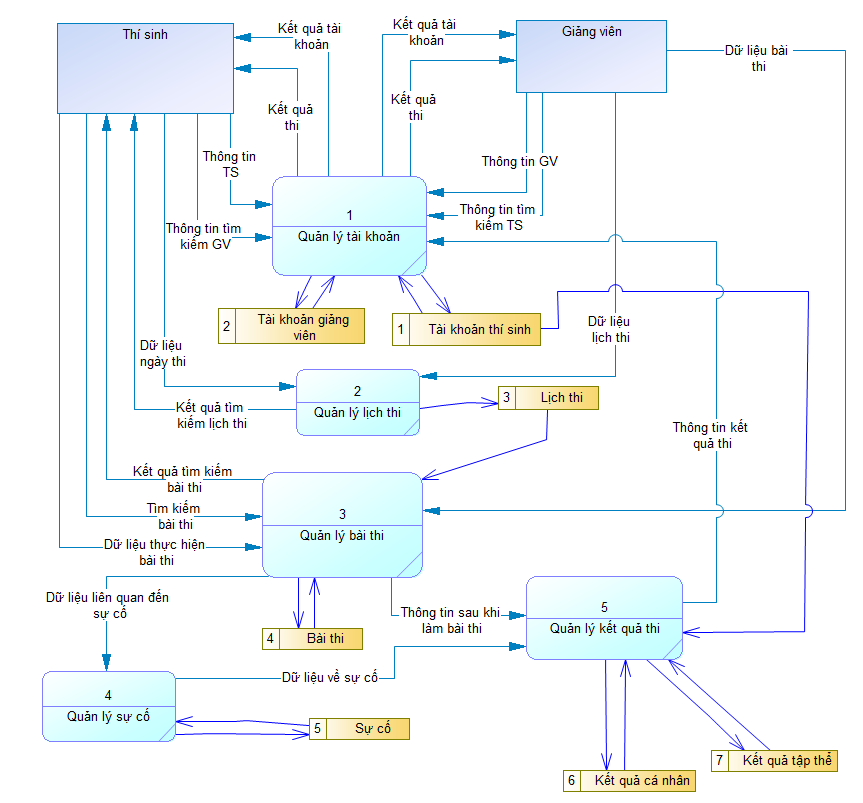 Thí sinh
Kết quả tài
khoản
Kết quả tài
khoản
Giảng viên
Dữ liệu bài
thi
Kết quả
thi
Kết quả
thi
Thông tin
TS
Thông tin GV
Thông tin tìm
kiếm GV
Thông tin tìm
kiếm TS
1
Quản lý tài khoản
2
Tài khoản giảng
viên
1
Tài khoản thí sinh
Dữ liệu
lịch thi
Dữ liệu
ngày thi
2
Quản lý lịch thi
3
Lịch thi
Kết quả tìm
kiếm lịch thi
Thông tin kết
quả thi
Kết quả tìm kiếm
bài thi
Tìm kiếm
bài thi
Dữ liệu thực hiện
bài thi
3
Quản lý bài thi
Dữ liệu liên quan đến
sự cố
4
Bài thi
Thông tin sau khi
làm bài thi
5
Quản lý kết quả thi
Dữ liệu về sự cố
4
Quản lý sự cố
5
Sự cố
6
Kết quả cá nhân
7
Kết quả tập thể